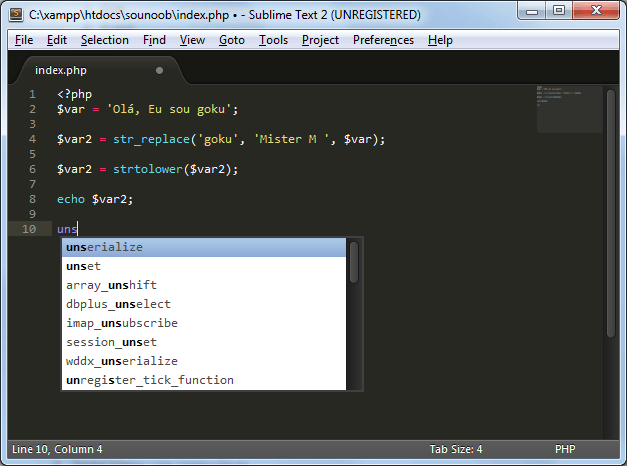 C:\xampp\htdocs\sounoob\index.php • - Sublime Text 2 (UNREGISTERED)
File Edit Selection Find View Goto Tools Project Preferences Help
index.php
1 <?php
2 $var = 'Olá, Eu sou goku';
3
4 $var2 = str_replace('goku', 'Mister M ', $var);
5
6 $var2 = strtolower($var2);
7
8 echo $var2;
9
10 uns
unserialize
unset
array_unshift
dbplus_unselect
imap_unsubscribe
session_unset
wddx_unserialize
unregister_tick_function
Line 10, Column 4 Tab Size: 4 PHP